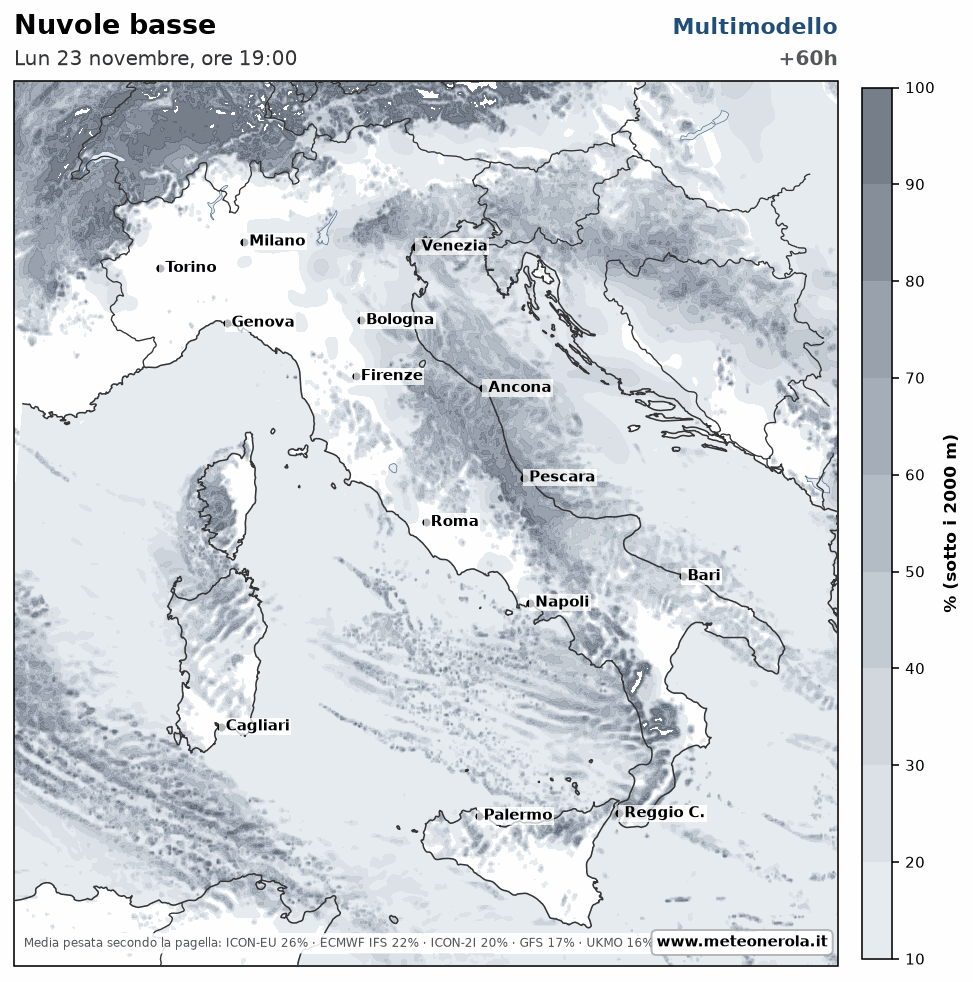 Nuvole basse
Multimodello
Lun 23 novembre, ore 19:00
+60h
100
90
80
70
60
50
40
30
20
10
% (sotto i 2000 m)
Milano
Venezia
Torino
Genova
Bologna
Firenze
Ancona
Pescara
Roma
Bari
Napoli
Cagliari
Palermo
Reggio C.
Media pesata secondo la pagella: ICON-EU 26% · ECMWF IFS 22% · ICON-2I 20% · GFS 17% · UKMO 16%
www.meteonerola.it